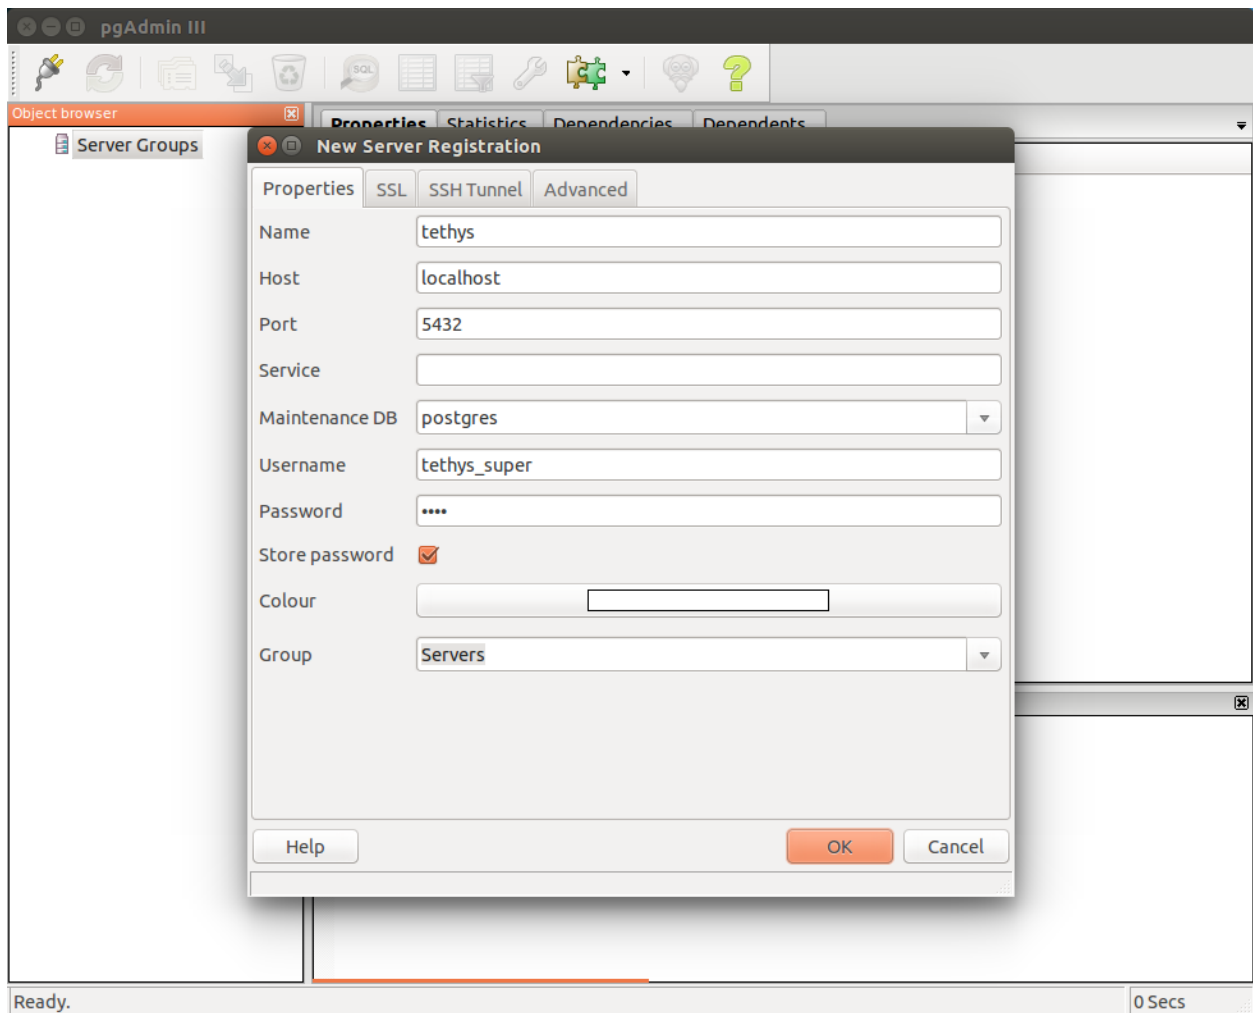 pgAdmin III
SQL
Object browser
Properties Statistics Dependencies Dependents
Server Groups
New Server Registration
Properties SSL SSH Tunnel Advanced
Name tethys
Host localhost
Port 5432
Service
Maintenance DB postgres
Username tethys_super
Password ••••
Store password
Colour
Group Servers
Help OK Cancel
Ready. 0 Secs